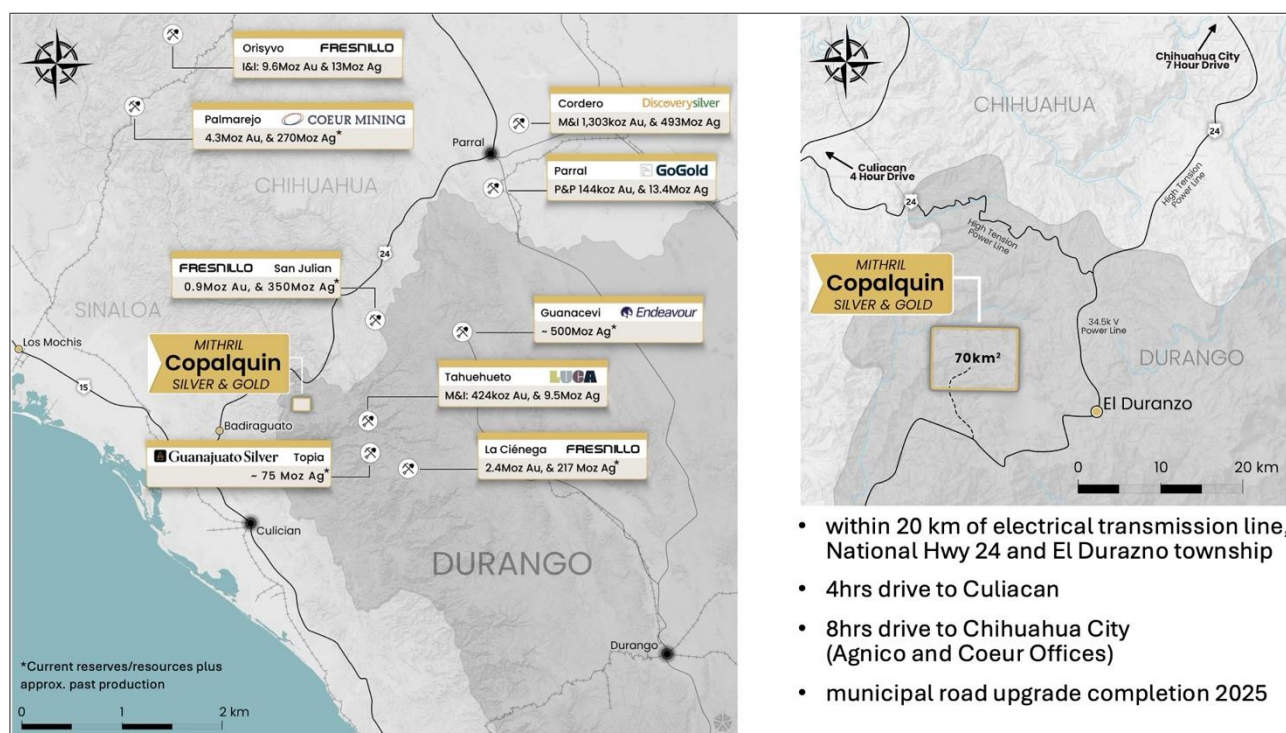 Orisyvo FRESNILLO
I&I: 9.6Moz Au & 13Moz Ag
Palmarejo COEUR MINING
4.3Moz Au, & 270Moz Ag*
Cordero Discoverysilver
M&I 1,303koz Au, & 493Moz Ag
Parral
Parral GoGold
P&P 144koz Au, & 13.4Moz Ag
CHIHUAHUA
24
FRESNILLO San Julian
0.9Moz Au, & 350Moz Ag*
SINALOA
Guanacevi Endeavour
~ 500Moz Ag*
Los Mochis
MITHRIL
Copalquin
SILVER & GOLD
15
Tahuehueto LUCA
M&I: 424koz Au, & 9.5Moz Ag
Badiraguato
Guanajuato Silver Topia
~ 75 Moz Ag*
La Ciénega FRESNILLO
2.4Moz Au, & 217 Moz Ag*
Culician
DURANGO
Durango
*Current reserves/resources plus
approx. past production
0 1 2 km
Chihuahua City
7 Hour Drive
CHIHUAHUA
24
Culiacan
4 Hour Drive
24
High Tension
Power Line
High Tension
Power Line
MITHRIL
Copalquin
SILVER & GOLD
34.5k V
Power Line
70km²
DURANGO
El Duranzo
0 10 20 km
• within 20 km of electrical transmission line,
National Hwy 24 and El Durazno township
• 4hrs drive to Culiacan
• 8hrs drive to Chihuahua City
(Agnico and Coeur Offices)
• municipal road upgrade completion 2025